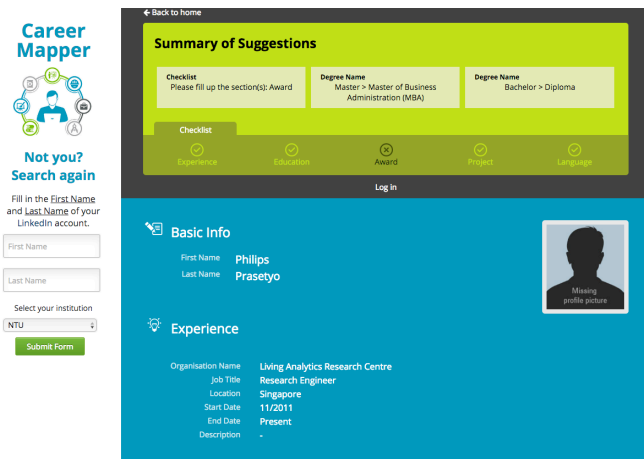 Career
Mapper
Not you?
Search again
Fill in the First Name
and Last Name of your
LinkedIn account.
First Name
Last Name
Select your institution
NTU
Submit Form
← Back to home
Summary of Suggestions
Checklist
Please fill up the section(s): Award
Degree Name
Master > Master of Business
Administration (MBA)
Degree Name
Bachelor > Diploma
Checklist
Experience
Education
Award
Project
Language
Log in
Basic Info
First Name Philips
Last Name Prasetyo
Missing
profile picture
Experience
Organisation Name Living Analytics Research Centre
Job Title Research Engineer
Location Singapore
Start Date 11/2011
End Date Present
Description -